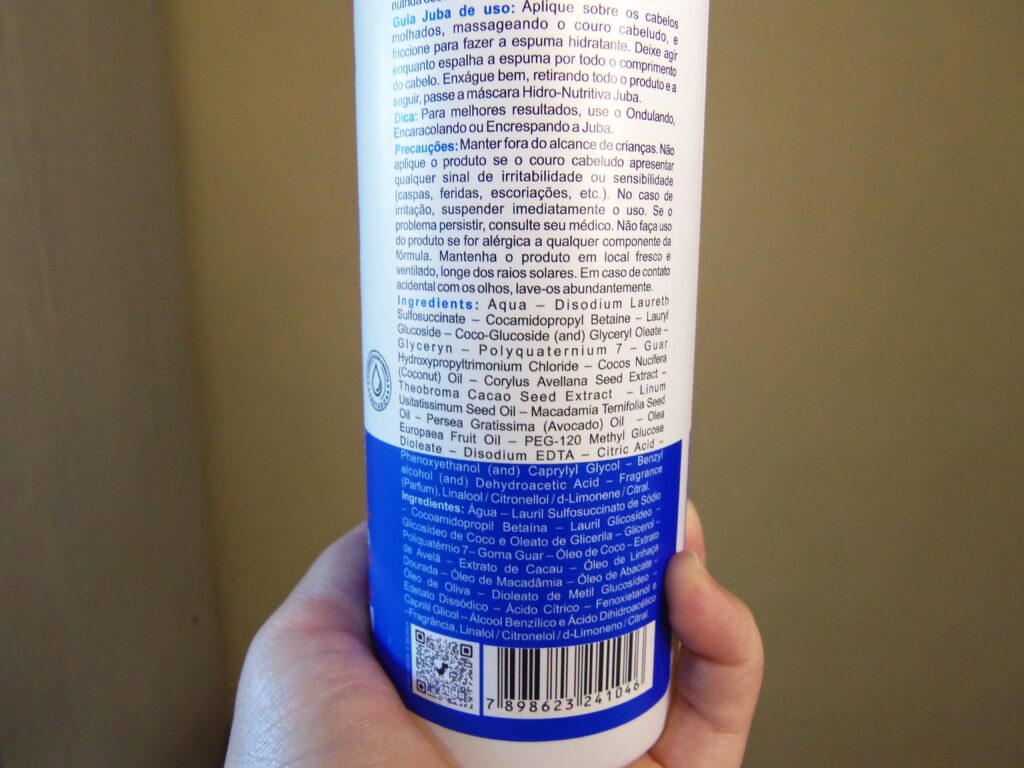 nutrida
Guia Juba de uso: Aplique sobre os cabelos
molhados, massageando o couro cabeludo, e
friccione para fazer a espuma hidratante. Deixe agir
enquanto espalha a espuma por todo o comprimento
do cabelo. Enxágue bem, retirando todo o produto e a
seguir, passe a máscara Hidro-Nutritiva Juba.
Dica: Para melhores resultados, use o Ondulando,
Encaracolando ou Encrespando a Juba.
Precauções: Manter fora do alcance de crianças. Não
aplique o produto se o couro cabeludo apresentar
qualquer sinal de irritabilidade ou sensibilidade
(caspas, feridas, escoriações, etc.). No caso de
irritação, suspender imediatamente o uso. Se o
problema persistir, consulte seu médico. Não faça uso
do produto se for alérgica a qualquer componente da
fórmula. Mantenha o produto em local fresco e
ventilado, longe dos raios solares. Em caso de contato
acidental com os olhos, lave-os abundantemente.
Ingredients: Aqua – Disodium Laureth
Sulfosuccinate – Cocamidopropyl Betaine – Lauryl
Glucoside – Coco-Glucoside (and) Glyceryl Oleate –
Glyceryn – Polyquaternium 7 – Guar
Hydroxypropyltrimonium Chloride – Cocos Nucifera
(Coconut) Oil – Corylus Avellana Seed Extract –
Theobroma Cacao Seed Extract – Linum
Usitatissimum Seed Oil – Macadamia Ternifolia Seed
Oil – Persea Gratissima (Avocado) Oil – Olea
Europaea Fruit Oil – PEG-120 Methyl Glucose
Dioleate – Disodium EDTA – Citric Acid –
Phenoxyethanol (and) Caprylyl Glycol – Benzyl
alcohol (and) Dehydroacetic Acid – Fragrance
(Parfum), Linalool / Citronellol / d-Limonene / Citral.
Ingredientes: Água – Lauril Sulfosuccinato de Sódio
– Cocoamidopropil Betaína – Lauril Glicosídeo –
Glicosídeo de Coco e Oleato de Glicerila – Glicerol –
Poliquatérnio 7 – Goma Guar – Óleo de Coco – Extrato
de Avelã – Extrato de Cacau – Óleo de Linhaça
Dourada – Óleo de Macadâmia – Óleo de Abacate –
Óleo de Oliva – Dioleato de Metil Glucosídeo –
Edetato Dissódico – Ácido Cítrico – Fenoxietanol e
Caprilil Glicol – Álcool Benzílico e Ácido Dihidroacético
–Fragrância, Linalol / Citronelol / d-Limoneno / Citral.
7 898623 241046